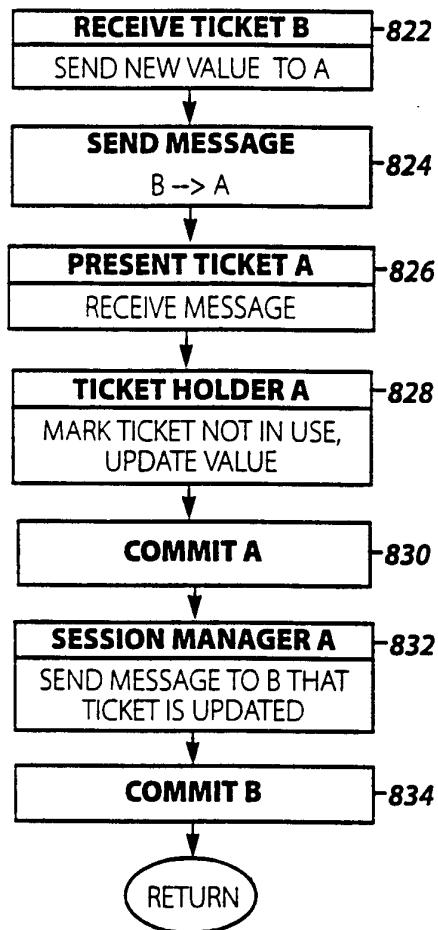 RECEIVE TICKET B
822
SEND NEW VALUE TO A
SEND MESSAGE
824
B --> A
PRESENT TICKET A
826
RECEIVE MESSAGE
TICKET HOLDER A
828
MARK TICKET NOT IN USE,
UPDATE VALUE
COMMIT A
830
SESSION MANAGER A
832
SEND MESSAGE TO B THAT
TICKET IS UPDATED
COMMIT B
834
RETURN